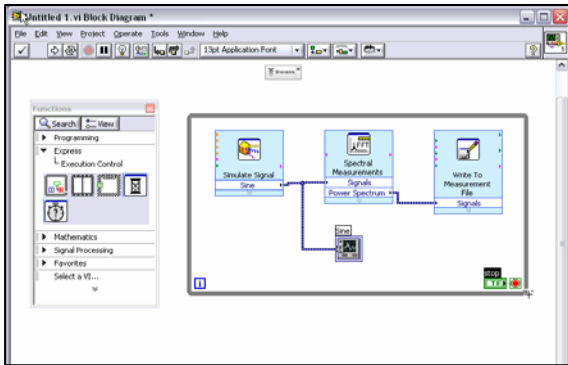 Untitled 1.vi Block Diagram *
File Edit View Project Operate Tools Window Help
13pt Application Font
Functions
Search View
Programming
Express
Execution Control
Mathematics
Signal Processing
Favorites
Select a VI...
Simulate Signal
Sine
Spectral
Measurements
Signals
Power Spectrum
Write To
Measurement
File
Signals
Sine
i
stop
TF